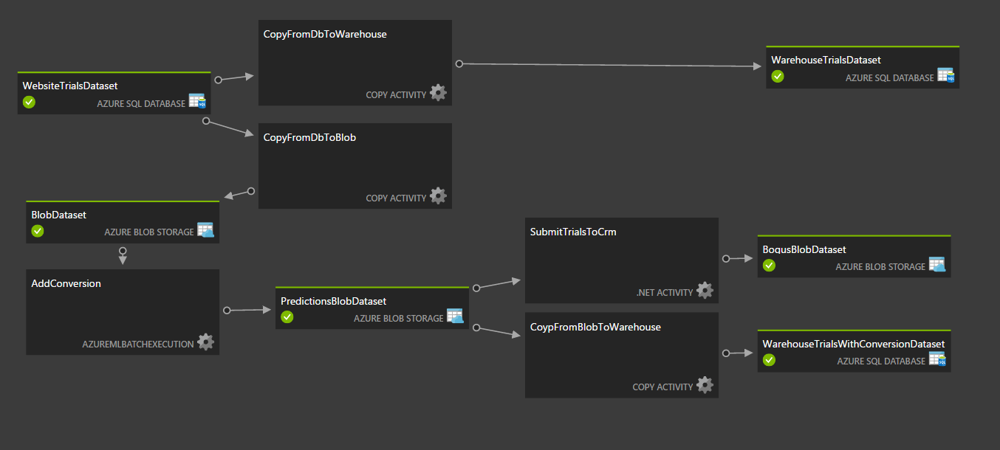 CopyFromDbToWarehouse
COPY ACTIVITY
WarehouseTrialsDataset
AZURE SQL DATABASE
WebsiteTrialsDataset
AZURE SQL DATABASE
CopyFromDbToBlob
COPY ACTIVITY
BlobDataset
AZURE BLOB STORAGE
AddConversion
AZUREMLBATCHEXECUTION
PredictionsBlobDataset
AZURE BLOB STORAGE
SubmitTrialsToCrm
.NET ACTIVITY
BogusBlobDataset
AZURE BLOB STORAGE
CoypFromBlobToWarehouse
COPY ACTIVITY
WarehouseTrialsWithConversionDataset
AZURE SQL DATABASE